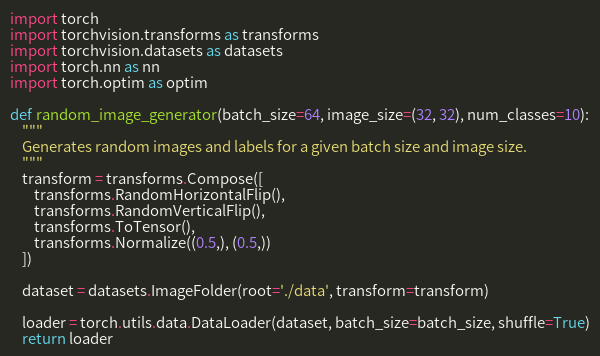 import torch
import torchvision.transforms as transforms
import torchvision.datasets as datasets
import torch.nn as nn
import torch.optim as optim

def random_image_generator(batch_size=64, image_size=(32, 32), num_classes=10):
    """
    Generates random images and labels for a given batch size and image size.
    """
    transform = transforms.Compose([
        transforms.RandomHorizontalFlip(),
        transforms.RandomVerticalFlip(),
        transforms.ToTensor(),
        transforms.Normalize((0.5,), (0.5,))
    ])

    dataset = datasets.ImageFolder(root='./data', transform=transform)

    loader = torch.utils.data.DataLoader(dataset, batch_size=batch_size, shuffle=True)
    return loader